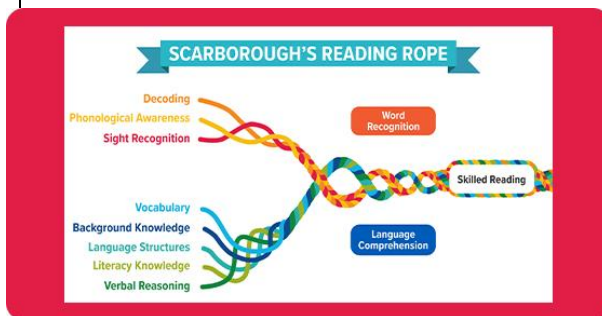 SCARBOROUGH'S READING ROPE
Decoding
Phonological Awareness
Sight Recognition
Word
Recognition
Skilled Reading
Vocabulary
Background Knowledge
Language Structures
Literacy Knowledge
Verbal Reasoning
Language
Comprehension